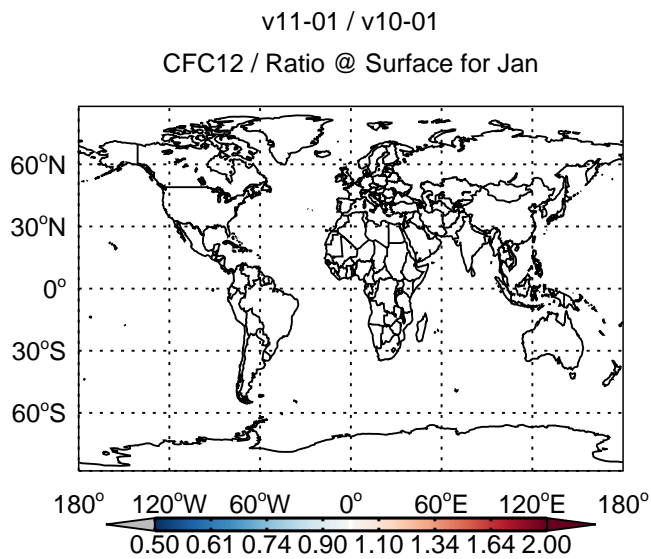 v11-01 / v10-01
CFC12 / Ratio @ Surface for Jan
60°N
30°N
0°
30°S
60°S
180° 120°W 60°W 0° 60°E 120°E 180°
0.50 0.61 0.74 0.90 1.10 1.34 1.64 2.00